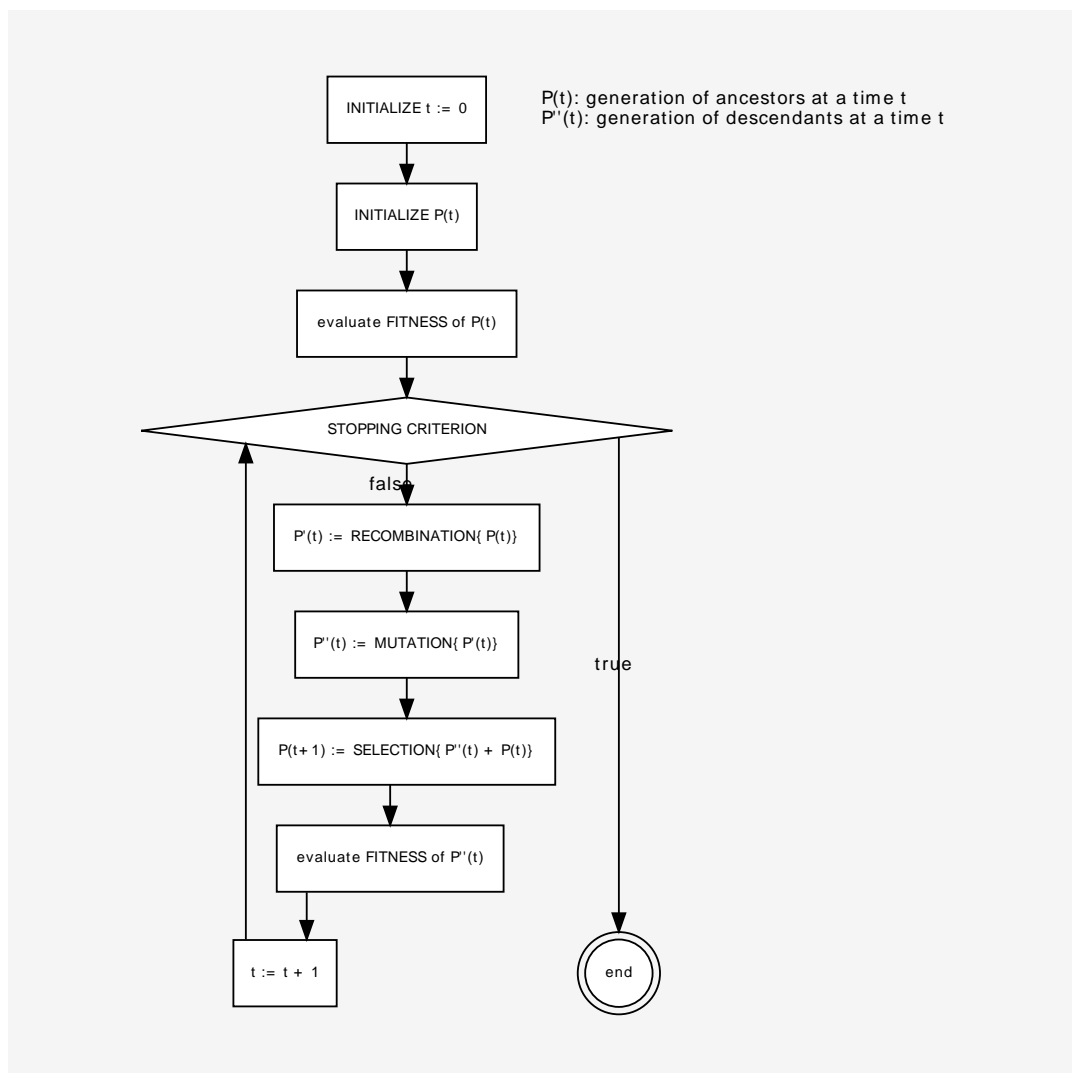 INITIALIZE t := 0
P(t): generation of ancestors at a time t
P''(t): generation of descendants at a time t
INITIALIZE P(t)
evaluate FITNESS of P(t)
STOPPING CRITERION
false
P'(t) := RECOMBINATION{P(t)}
P''(t) := MUTATION{P'(t)}
true
P(t+1) := SELECTION{P''(t) + P(t)}
evaluate FITNESS of P''(t)
t := t + 1
end